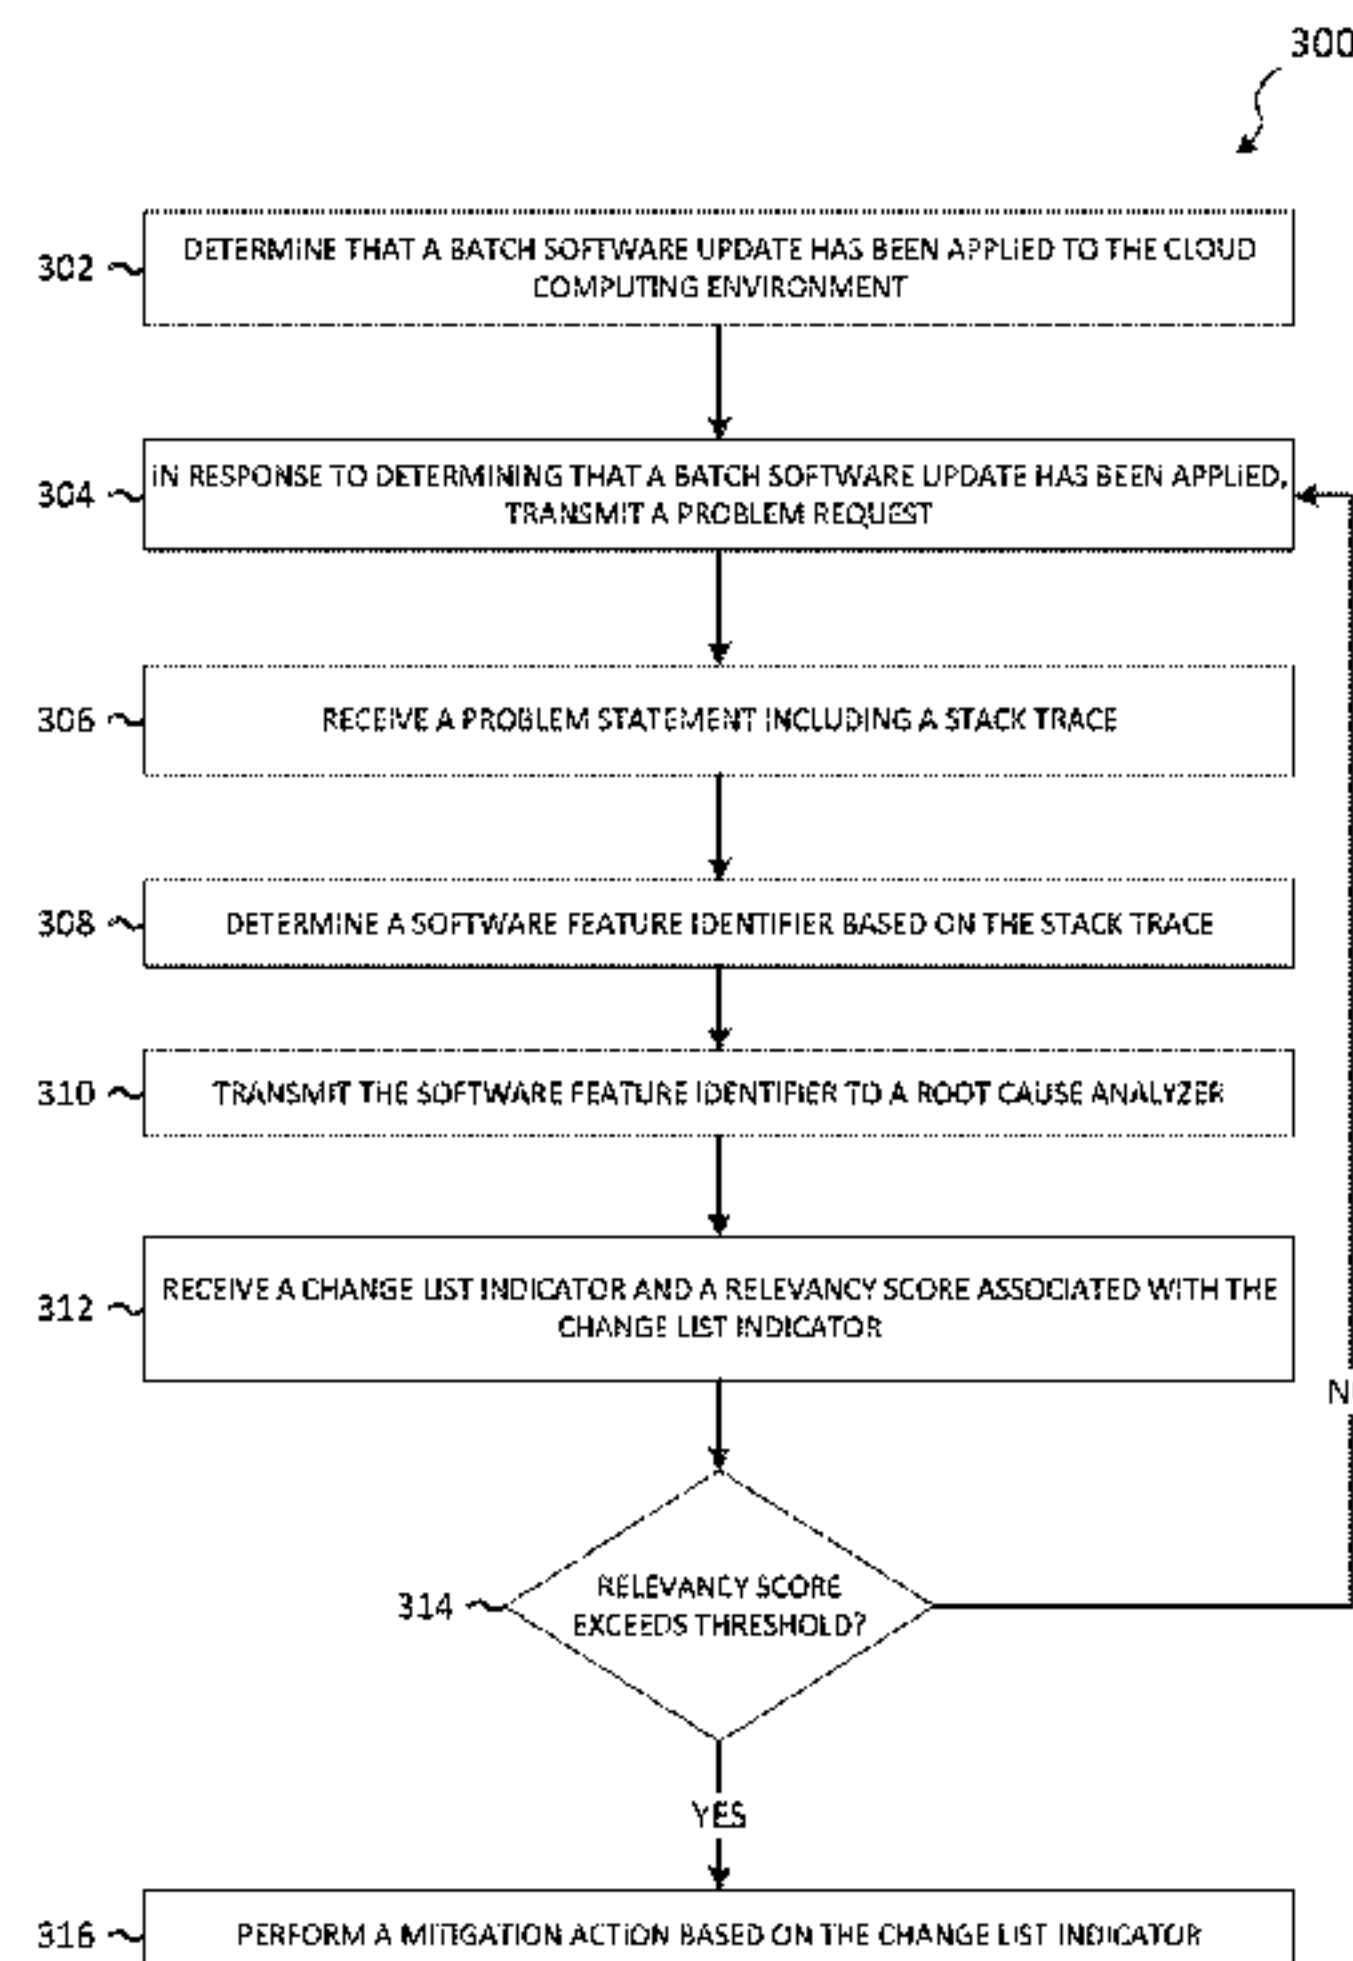 300
302
DETERMINE THAT A BATCH SOFTWARE UPDATE HAS BEEN APPLIED TO THE CLOUD
COMPUTING ENVIRONMENT
304
IN RESPONSE TO DETERMINING THAT A BATCH SOFTWARE UPDATE HAS BEEN APPLIED,
TRANSMIT A PROBLEM REQUEST
306
RECEIVE A PROBLEM STATEMENT INCLUDING A STACK TRACE
308
DETERMINE A SOFTWARE FEATURE IDENTIFIER BASED ON THE STACK TRACE
310
TRANSMIT THE SOFTWARE FEATURE IDENTIFIER TO A ROOT CAUSE ANALYZER
312
RECEIVE A CHANGE LIST INDICATOR AND A RELEVANCY SCORE ASSOCIATED WITH THE
CHANGE LIST INDICATOR
N
314
RELEVANCY SCORE
EXCEEDS THRESHOLD?
YES
316
PERFORM A MITIGATION ACTION BASED ON THE CHANGE LIST INDICATOR